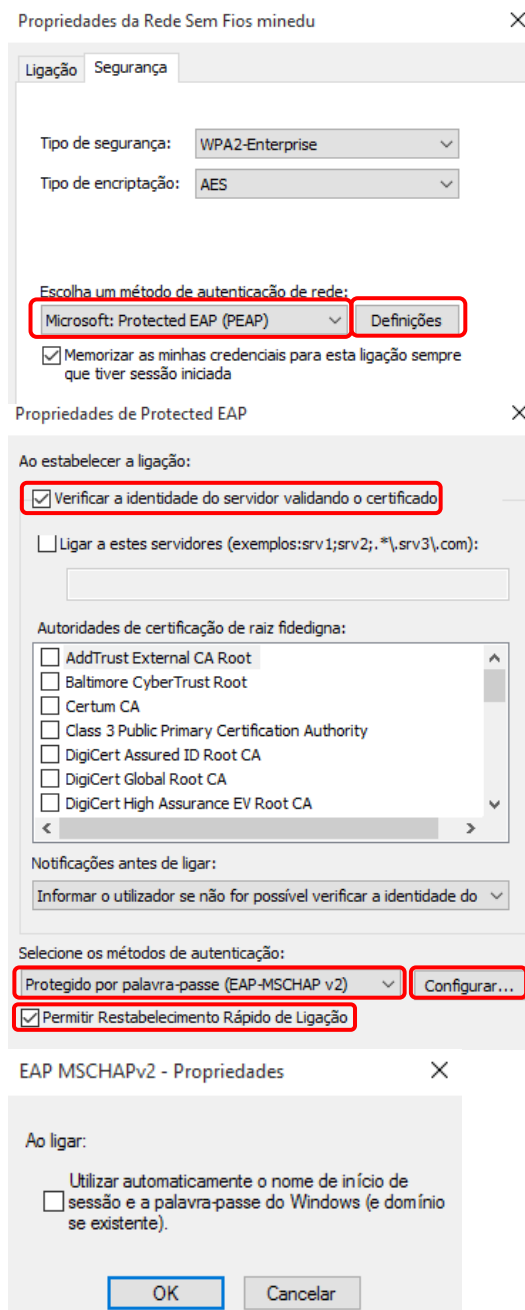 Propriedades da Rede Sem Fios minedu
Ligação Segurança
Tipo de segurança: WPA2-Enterprise
Tipo de encriptação: AES
Escolha um método de autenticação de rede:
Microsoft: Protected EAP (PEAP) Definições
Memorizar as minhas credenciais para esta ligação sempre
que tiver sessão iniciada
Propriedades de Protected EAP
Ao estabelecer a ligação:
Verificar a identidade do servidor validando o certificado
Ligar a estes servidores (exemplos:srv1;srv2;.*\.srv3\.com):
Autoridades de certificação de raiz fidedigna:
AddTrust External CA Root
Baltimore CyberTrust Root
Certum CA
Class 3 Public Primary Certification Authority
DigiCert Assured ID Root CA
DigiCert Global Root CA
DigiCert High Assurance EV Root CA
Notificações antes de ligar:
Informar o utilizador se não for possível verificar a identidade do
Selecione os métodos de autenticação:
Protegido por palavra-passe (EAP-MSCHAP v2) Configurar...
Permitir Restabelecimento Rápido de Ligação
EAP MSCHAPv2 - Propriedades
Ao ligar:
Utilizar automaticamente o nome de início de
sessão e a palavra-passe do Windows (e domínio
se existente).
OK Cancelar